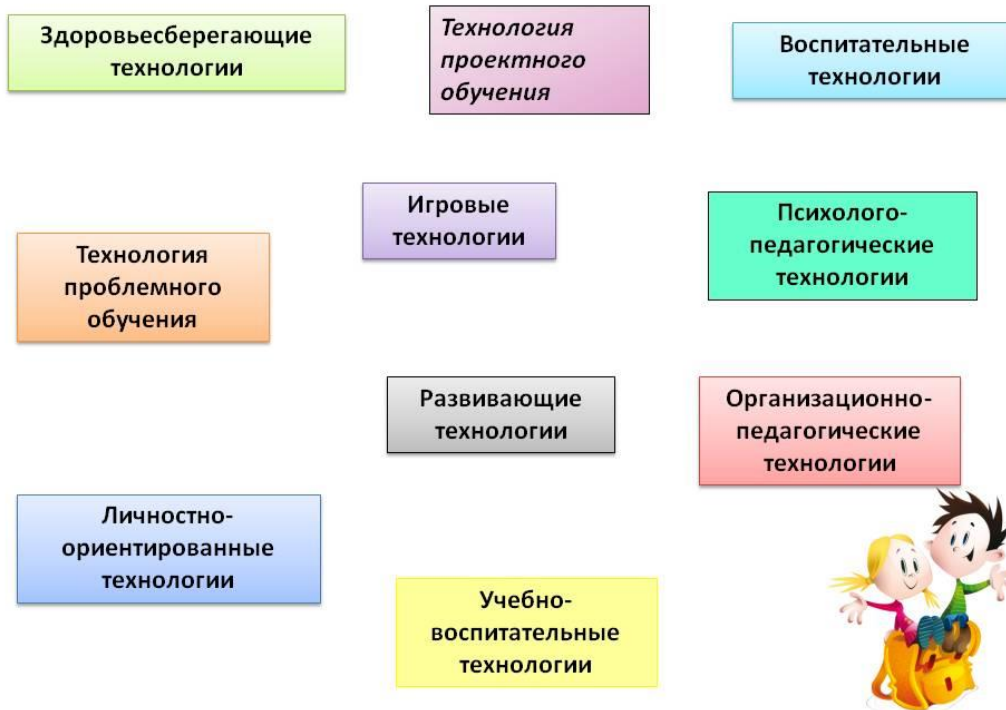 Здоровьесберегающие
технологии
Технология
проектного
обучения
Воспитательные
технологии
Игровые
технологии
Психолого-
педагогические
технологии
Технология
проблемного
обучения
Развивающие
технологии
Организационно-
педагогические
технологии
Личностно-
ориентированные
технологии
Учебно-
воспитательные
технологии